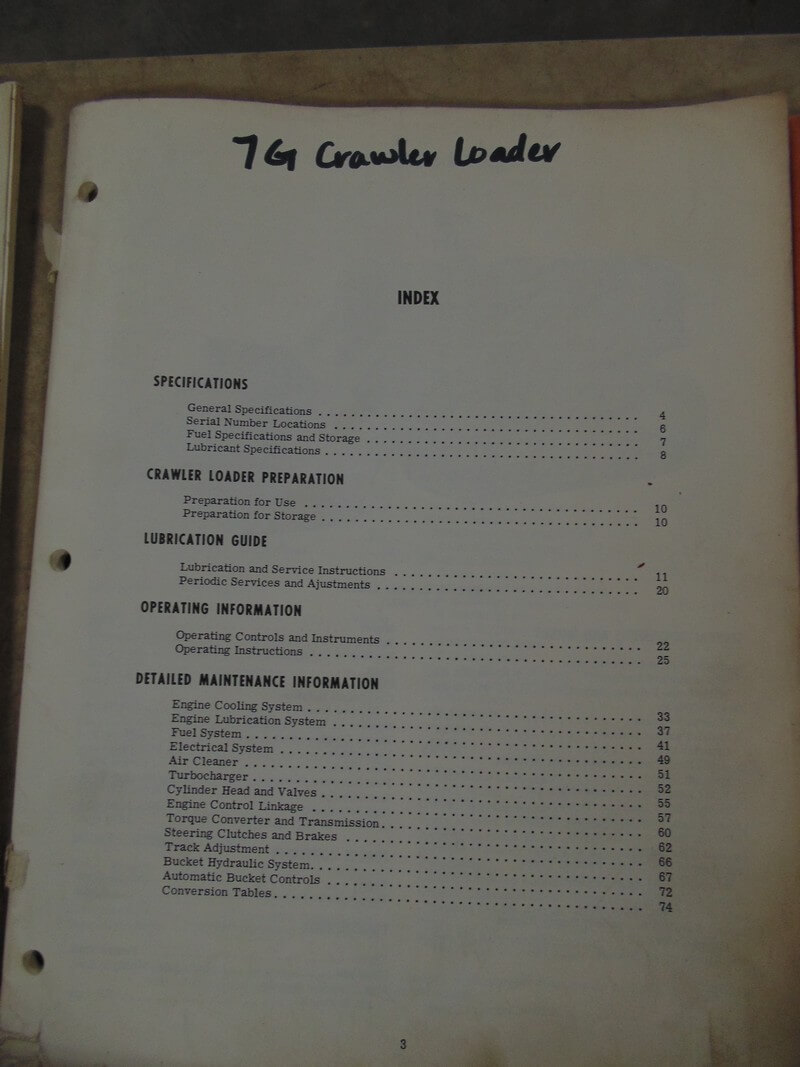 7G Crawler Loader
INDEX
SPECIFICATIONS
General Specifications . . . . . . . . . . . . . . . . . . . . 4
Serial Number Locations . . . . . . . . . . . . . . . . . . . . 6
Fuel Specifications and Storage . . . . . . . . . . . . . . . . . . . . 7
Lubricant Specifications . . . . . . . . . . . . . . . . . . . . 8
CRAWLER LOADER PREPARATION
Preparation for Use . . . . . . . . . . . . . . . . . . . . 10
Preparation for Storage . . . . . . . . . . . . . . . . . . . . 10
LUBRICATION GUIDE
Lubrication and Service Instructions . . . . . . . . . . . . . . . . . . . . 11
Periodic Services and Ajustments . . . . . . . . . . . . . . . . . . . . 20
OPERATING INFORMATION
Operating Controls and Instruments . . . . . . . . . . . . . . . . . . . . 22
Operating Instructions . . . . . . . . . . . . . . . . . . . . 25
DETAILED MAINTENANCE INFORMATION
Engine Cooling System . . . . . . . . . . . . . . . . . . . . 33
Engine Lubrication System . . . . . . . . . . . . . . . . . . . . 37
Fuel System . . . . . . . . . . . . . . . . . . . . 41
Electrical System . . . . . . . . . . . . . . . . . . . . 49
Air Cleaner . . . . . . . . . . . . . . . . . . . . 51
Turbocharger . . . . . . . . . . . . . . . . . . . . 52
Cylinder Head and Valves . . . . . . . . . . . . . . . . . . . . 55
Engine Control Linkage . . . . . . . . . . . . . . . . . . . . 57
Torque Converter and Transmission . . . . . . . . . . . . . . . . . . . . 60
Steering Clutches and Brakes . . . . . . . . . . . . . . . . . . . . 62
Track Adjustment . . . . . . . . . . . . . . . . . . . . 66
Bucket Hydraulic System . . . . . . . . . . . . . . . . . . . . 67
Automatic Bucket Controls . . . . . . . . . . . . . . . . . . . . 72
Conversion Tables . . . . . . . . . . . . . . . . . . . . 74
3